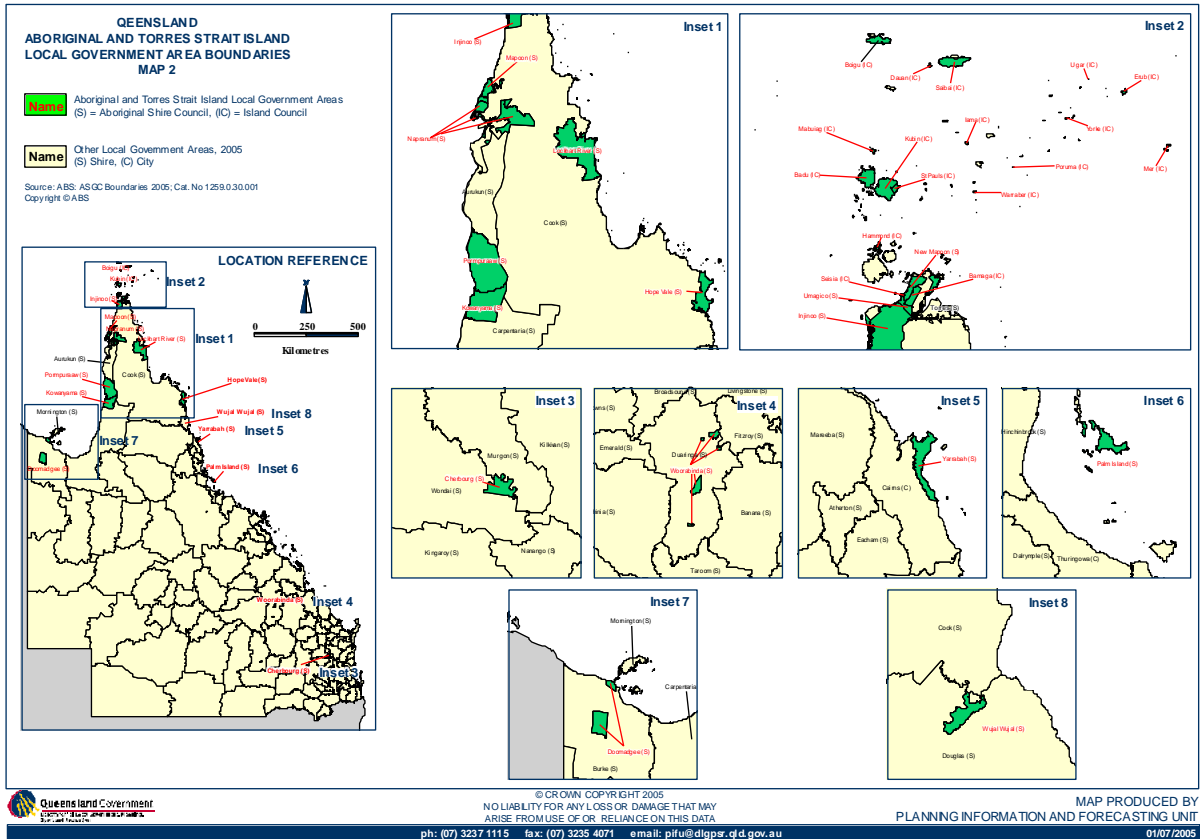 QUEENSLAND
ABORIGINAL AND TORRES STRAIT ISLAND
LOCAL GOVERNMENT AREA BOUNDARIES
MAP 2
Name
Aboriginal and Torres Strait Island Local Government Areas
(S) = Aboriginal Shire Council, (IC) = Island Council
Name
Other Local Government Areas, 2005
(S) Shire, (C) City
Source: ABS: ASGC Boundaries 2005; Cat. No 1259.0.30.001
Copyright © ABS
LOCATION REFERENCE
Boigu
Inset 2
Injinoo
0 250 500
Kilometres
Inset 1
Aurukun (S)
Pormpuraaw (S)
Cook (S)
Kowanyama (S)
Hope Vale (S)
Mornington (S)
Wujal Wujal (S)
Inset 8
Yarrabah (S)
Inset 5
Inset 7
Doomadgee (S)
Palm Island (S)
Inset 6
Woorabinda (S)
Inset 4
Cherbourg (S)
Inset 3
Inset 1
Injinoo (S)
Mapoon (S)
Napranum (S)
Lockhart River (S)
Aurukun (S)
Cook (S)
Pormpuraaw (S)
Hope Vale (S)
Kowanyama (S)
Carpentaria (S)
Inset 2
Boigu (IC)
Dauan (IC)
Saibai (IC)
Ugar (IC)
Erub (IC)
Mabuiag (IC)
Kubin (IC)
Iama (IC)
Yorke (IC)
Badu (IC)
St Pauls (IC)
Poruma (IC)
Mer (IC)
Warraber (IC)
Hammond (IC)
New Mapoon (S)
Seisia (IC)
Bamaga (IC)
Umagico (S)
Torres (S)
Injinoo (S)
Inset 3
Kilkivan (S)
Murgon (S)
Cherbourg (S)
Wondai (S)
Kingaroy (S)
Nanango (S)
Inset 4
Broadsound (S)
Livingstone (S)
Emerald (S)
Fitzroy (S)
Duaringa (S)
Woorabinda (S)
Banana (S)
Taroom (S)
Inset 5
Mareeba (S)
Yarrabah (S)
Cairns (C)
Atherton (S)
Eacham (S)
Inset 6
Hinchinbrook (S)
Palm Island (S)
Dalrymple (S)
Thuringowa (C)
Inset 7
Mornington (S)
Carpentaria
Doomadgee (S)
Burke (S)
Inset 8
Cook (S)
Wujal Wujal (S)
Douglas (S)
Queensland Government
© CROWN COPYRIGHT 2005
NO LIABILITY FOR ANY LOSS OR DAMAGE THAT MAY
ARISE FROM USE OF OR RELIANCE ON THIS DATA
MAP PRODUCED BY
PLANNING INFORMATION AND FORECASTING UNIT
ph: (07) 3237 1115 fax: (07) 3235 4071 email: pifu@dlgpsr.qld.gov.au
01/07/2005